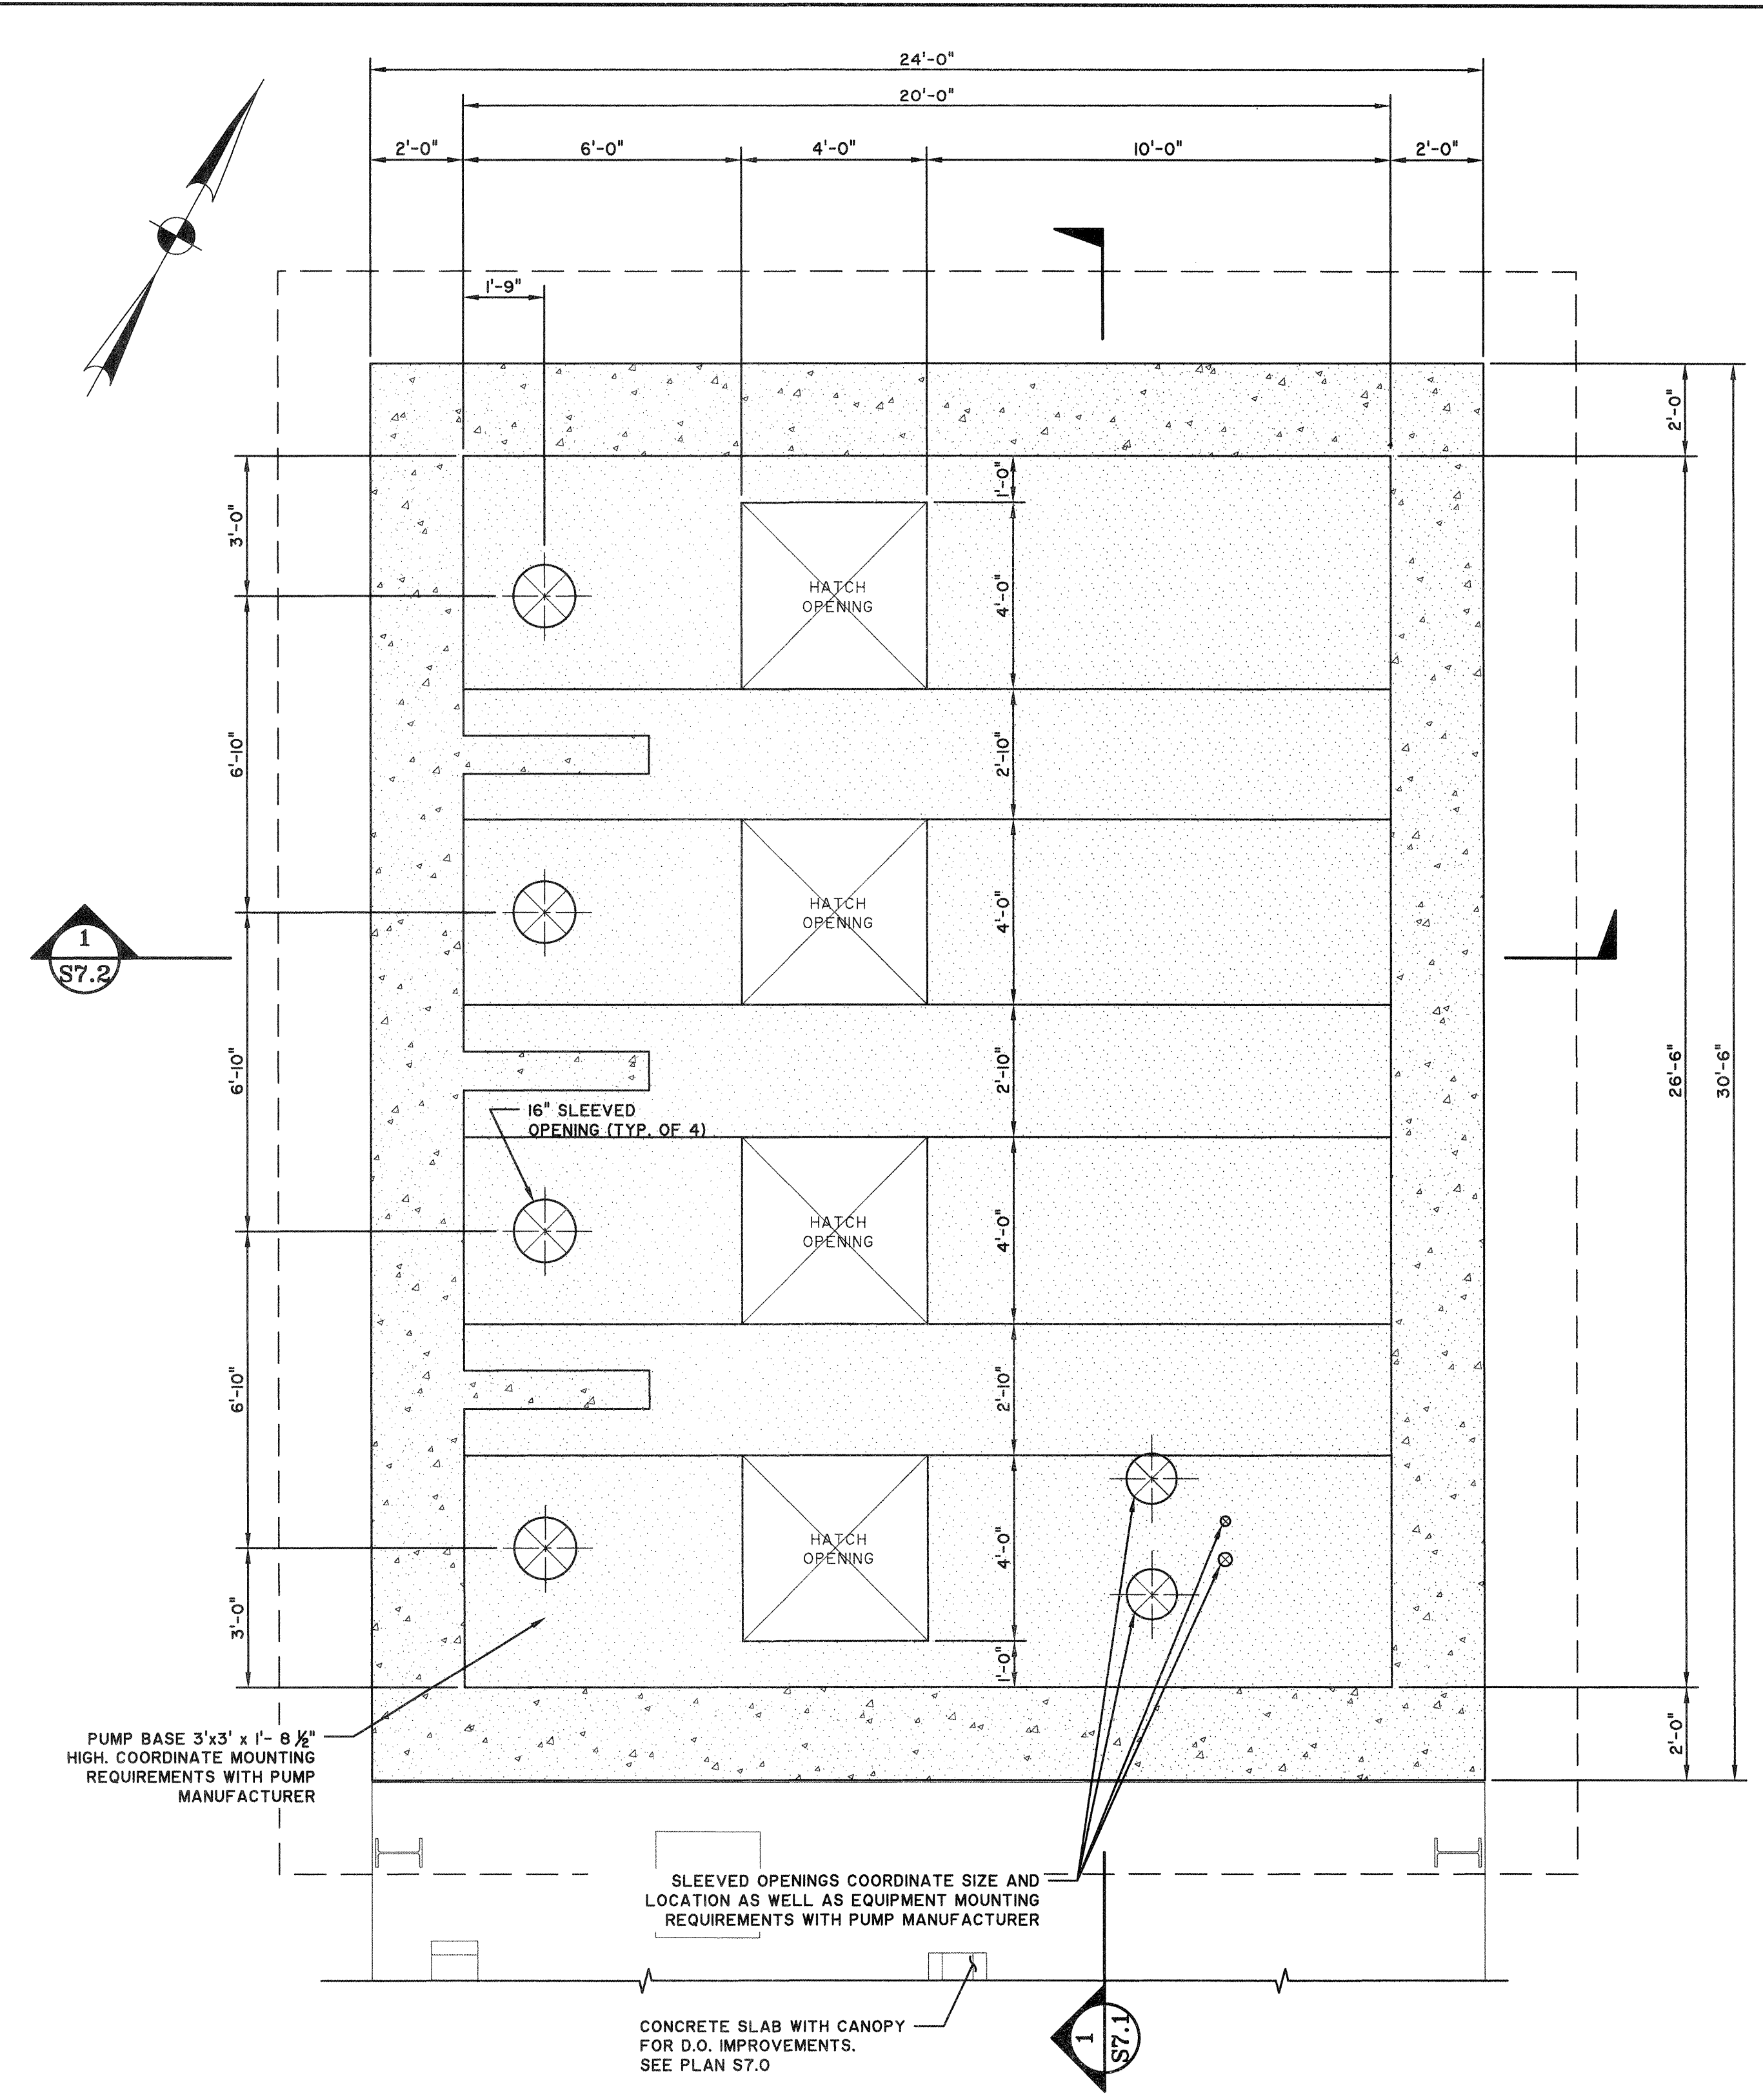 24'-0"
20'-0"
2'-0"
6'-0"
4'-0"
10'-0"
2'-0"
1'-9"
2'-0"
1'-0"
3'-0"
4'-0"
HATCH
OPENING
6'-10"
2'-10"
4'-0"
HATCH
OPENING
1
S7.2
6'-10"
2'-10"
26'-6"
30'-6"
16" SLEEVED
OPENING (TYP. OF 4)
4'-0"
HATCH
OPENING
6'-10"
2'-10"
4'-0"
HATCH
OPENING
3'-0"
1'-0"
2'-0"
PUMP BASE 3'x3' x 1'- 8 ½"
HIGH. COORDINATE MOUNTING
REQUIREMENTS WITH PUMP
MANUFACTURER
SLEEVED OPENINGS COORDINATE SIZE AND
LOCATION AS WELL AS EQUIPMENT MOUNTING
REQUIREMENTS WITH PUMP MANUFACTURER
CONCRETE SLAB WITH CANOPY
FOR D.O. IMPROVEMENTS.
SEE PLAN S7.0
1
S7.1